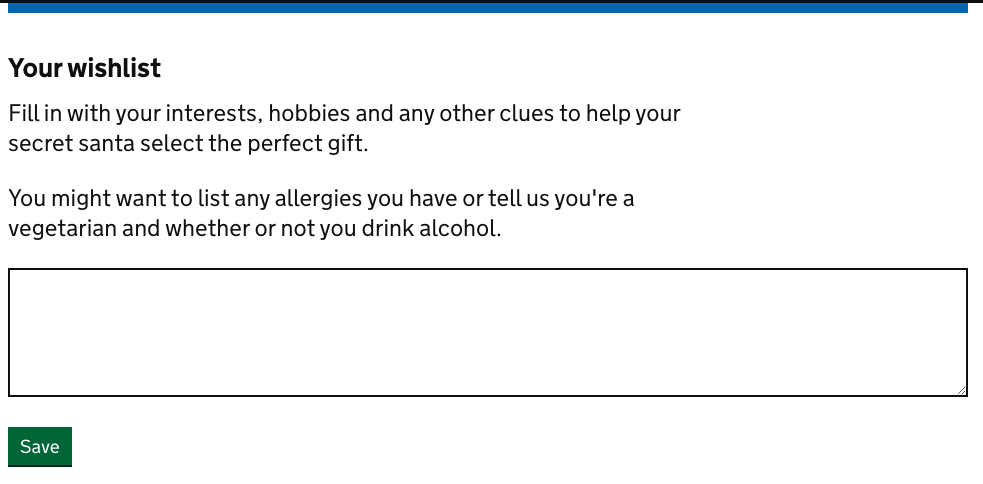 Your wishlist
Fill in with your interests, hobbies and any other clues to help your
secret santa select the perfect gift.
You might want to list any allergies you have or tell us you're a
vegetarian and whether or not you drink alcohol.
Save